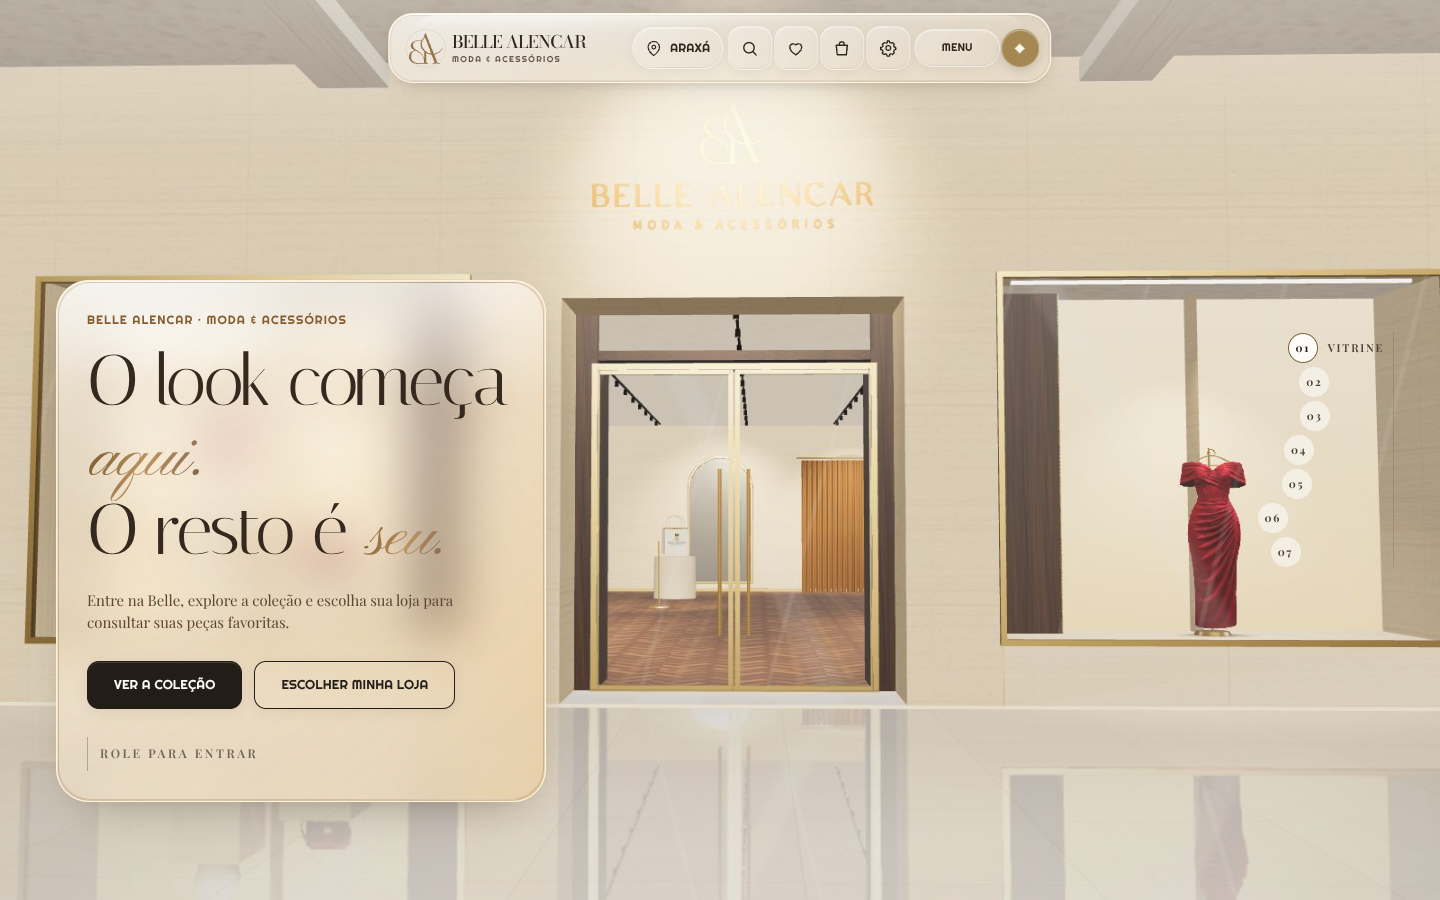 BELLE ALENCAR
MODA & ACESSÓRIOS
ARAXÁ
MENU
BA
BELLE ALENCAR
MODA & ACESSÓRIOS
BELLE ALENCAR · MODA & ACESSÓRIOS
O look começa
aqui.
O resto é seu.
Entre na Belle, explore a coleção e escolha sua loja para
consultar suas peças favoritas.
VER A COLEÇÃO
ESCOLHER MINHA LOJA
ROLE PARA ENTRAR
01 VITRINE
02
03
04
05
06
07